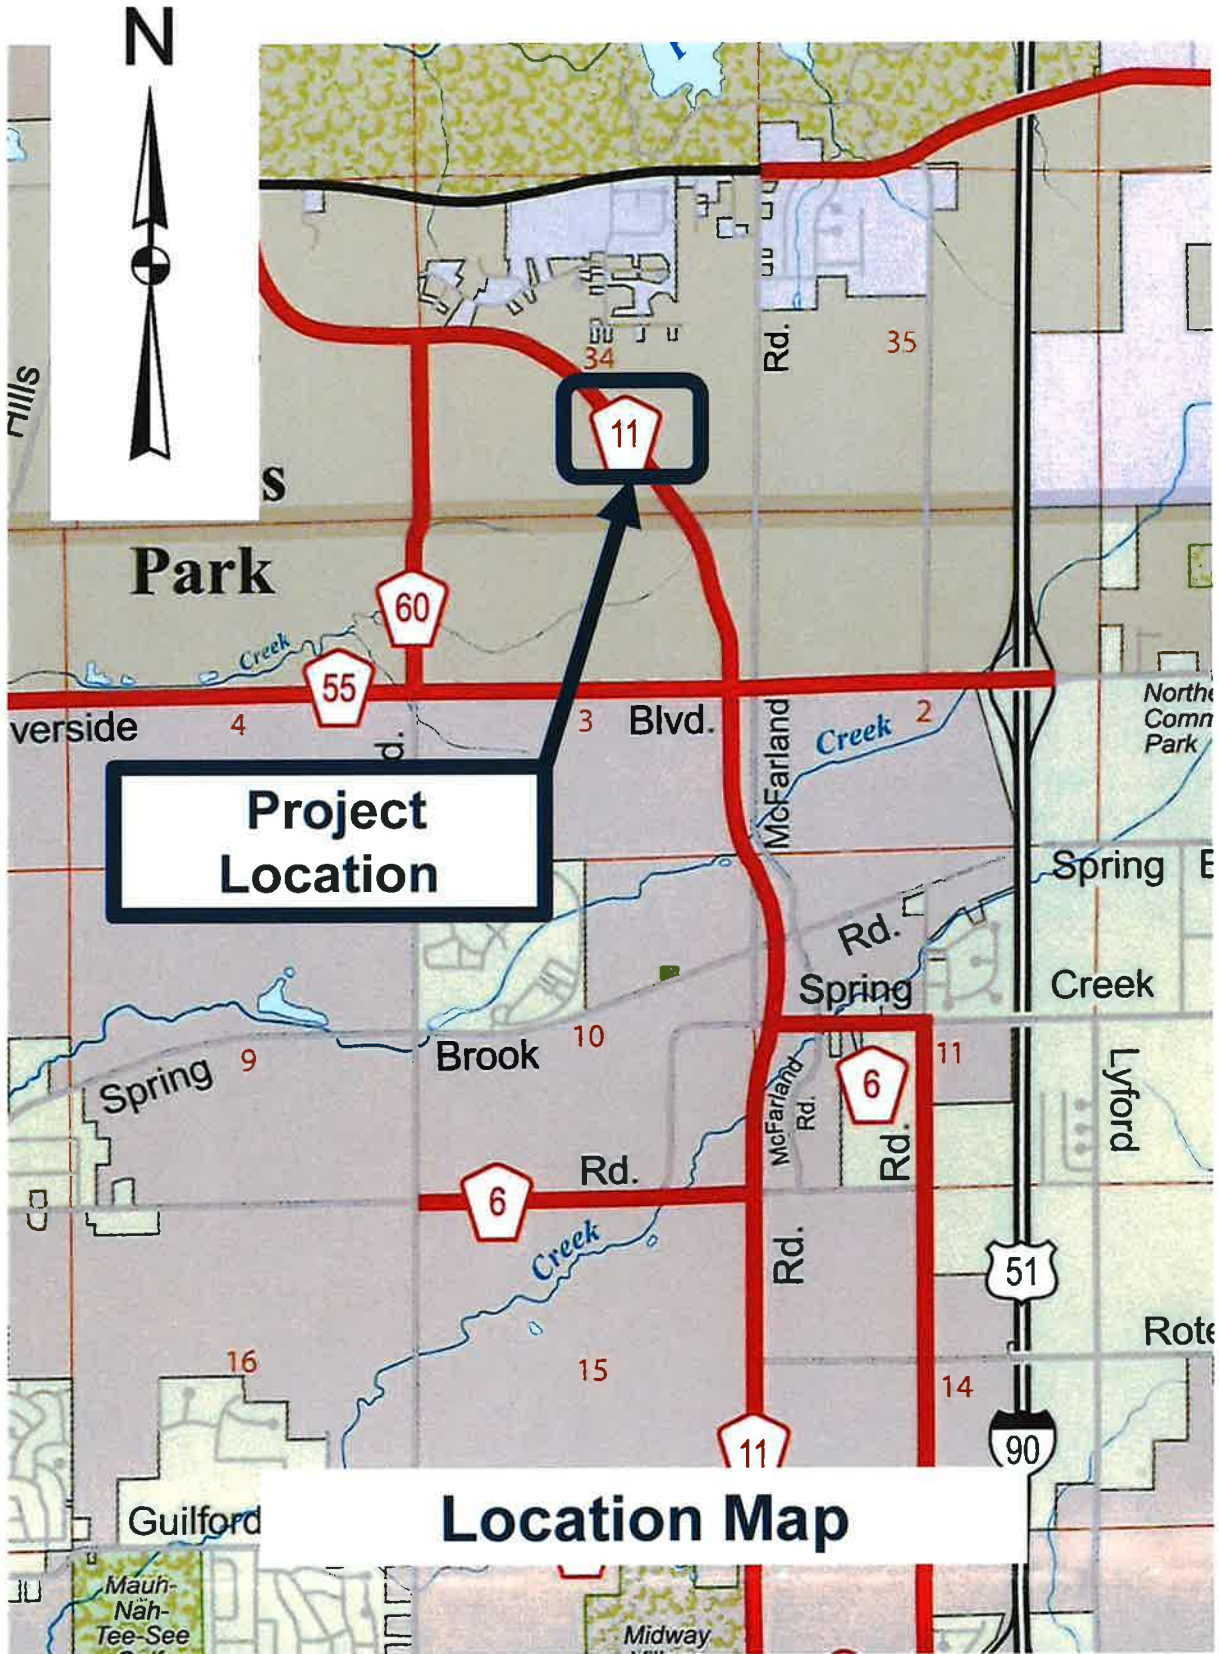 N
Hills
s
34
35
Rd.
11
Park
60
Creek
55
Northe
Comm
Park
verside
4
3
Blvd.
2
d.
McFarland
Creek
Project
Location
Spring
E
Rd.
Spring
Creek
9
10
Brook
11
Spring
6
McFarland
Rd.
Rd.
Lyford
Rd.
6
Creek
Rd.
51
Rote
16
15
14
11
90
Guilford
Location Map
Mauh-
Nah-
Tee-See
Midway